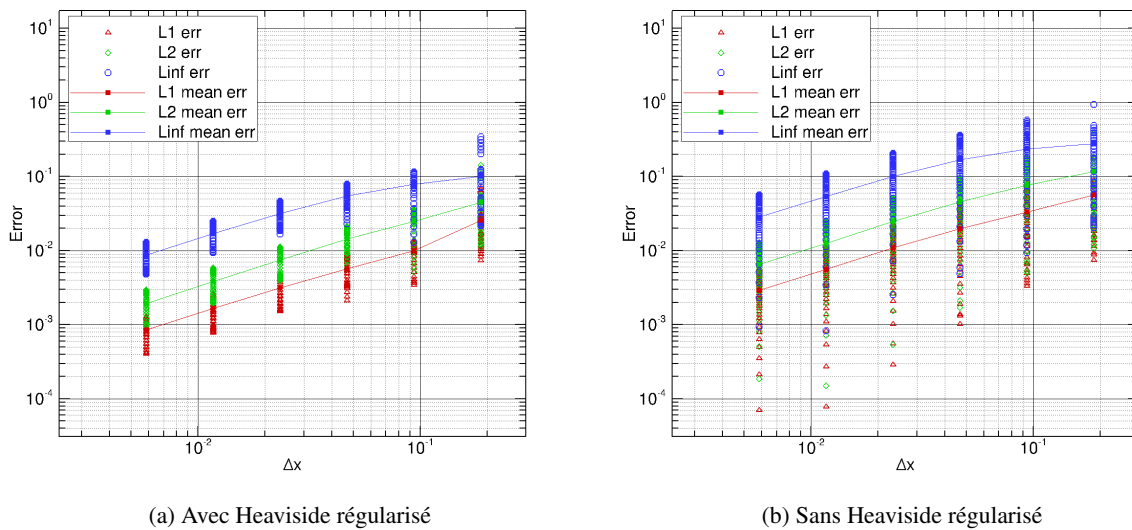 10^1
10^0
10^-1
10^-2
10^-3
10^-4
Error
L1 err
L2 err
Linf err
L1 mean err
L2 mean err
Linf mean err
10^-2
10^-1
Δx
(a) Avec Heaviside régularisé
10^1
10^0
10^-1
10^-2
10^-3
10^-4
Error
L1 err
L2 err
Linf err
L1 mean err
L2 mean err
Linf mean err
10^-2
10^-1
Δx
(b) Sans Heaviside régularisé